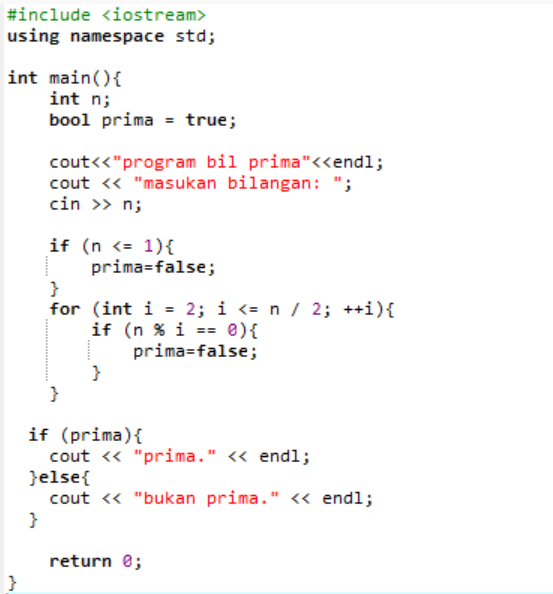 #include <iostream>
using namespace std;
int main(){
int n;
bool prima = true;
cout<<"program bil prima"<<endl;
cout << "masukan bilangan: ";
cin >> n;
if (n <= 1){
prima=false;
}
for (int i = 2; i <= n / 2; ++i){
if (n % i == 0){
prima=false;
}
}
if (prima){
cout << "prima." << endl;
}else{
cout << "bukan prima." << endl;
}
return 0;
}